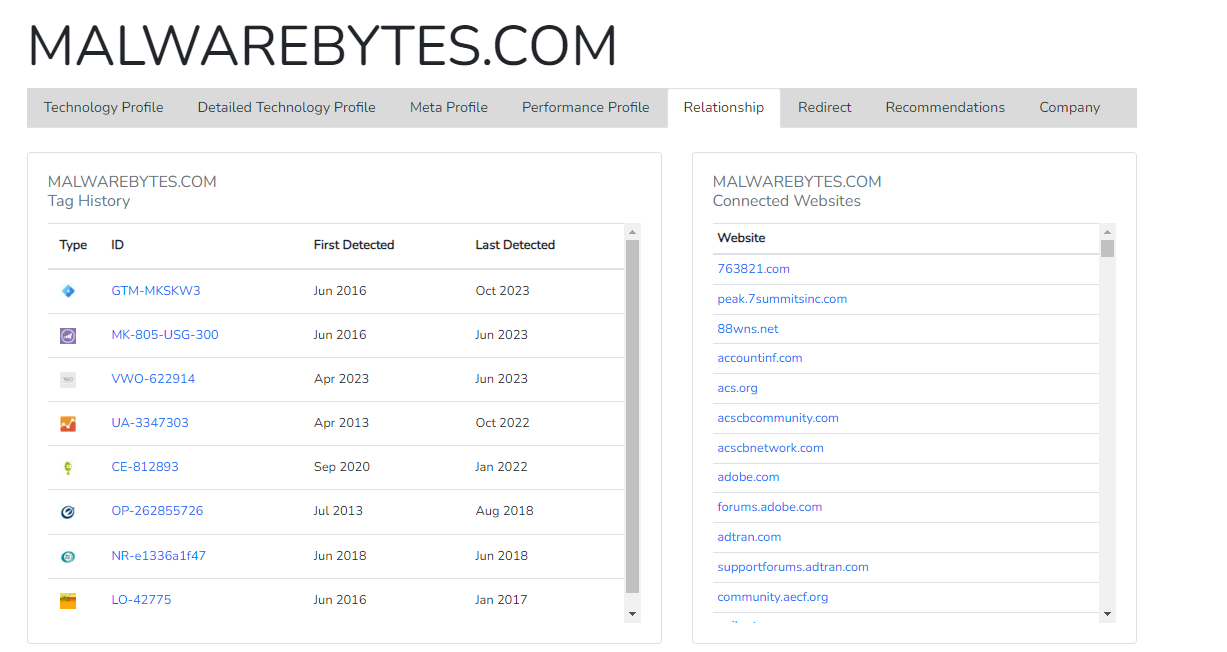 MALWAREBYTES.COM
Technology Profile Detailed Technology Profile Meta Profile Performance Profile Relationship Redirect Recommendations Company
MALWAREBYTES.COM
Tag History
Type ID First Detected Last Detected
GTM-MKSKW3 Jun 2016 Oct 2023
MK-805-USG-300 Jun 2016 Jun 2023
VWO-622914 Apr 2023 Jun 2023
UA-3347303 Apr 2013 Oct 2022
CE-812893 Sep 2020 Jan 2022
OP-262855726 Jul 2013 Aug 2018
NR-e1336a1f47 Jun 2018 Jun 2018
LO-42775 Jun 2016 Jan 2017
MALWAREBYTES.COM
Connected Websites
Website
763821.com
peak.7summitsinc.com
88wns.net
accountinf.com
acs.org
acscbcommunity.com
acscbnetwork.com
adobe.com
forums.adobe.com
adtran.com
supportforums.adtran.com
community.aecf.org